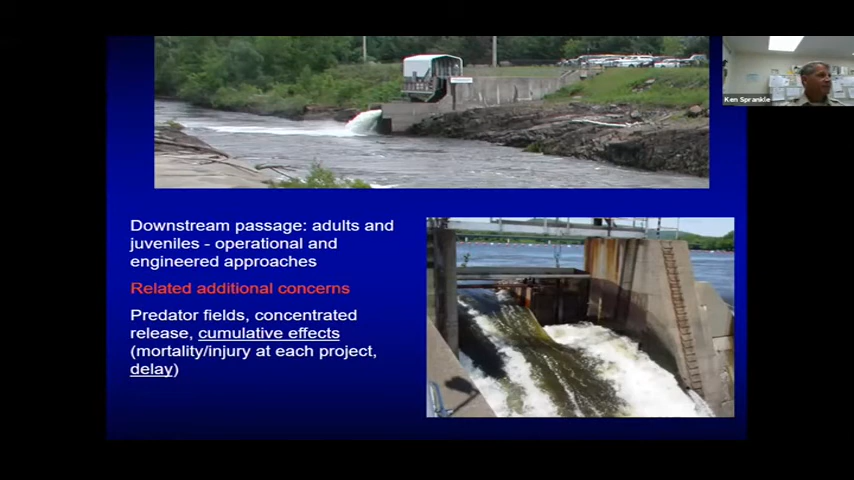 Ken Sprankle
Downstream passage: adults and
juveniles - operational and
engineered approaches
Related additional concerns
Predator fields, concentrated
release, cumulative effects
(mortality/injury at each project,
delay)